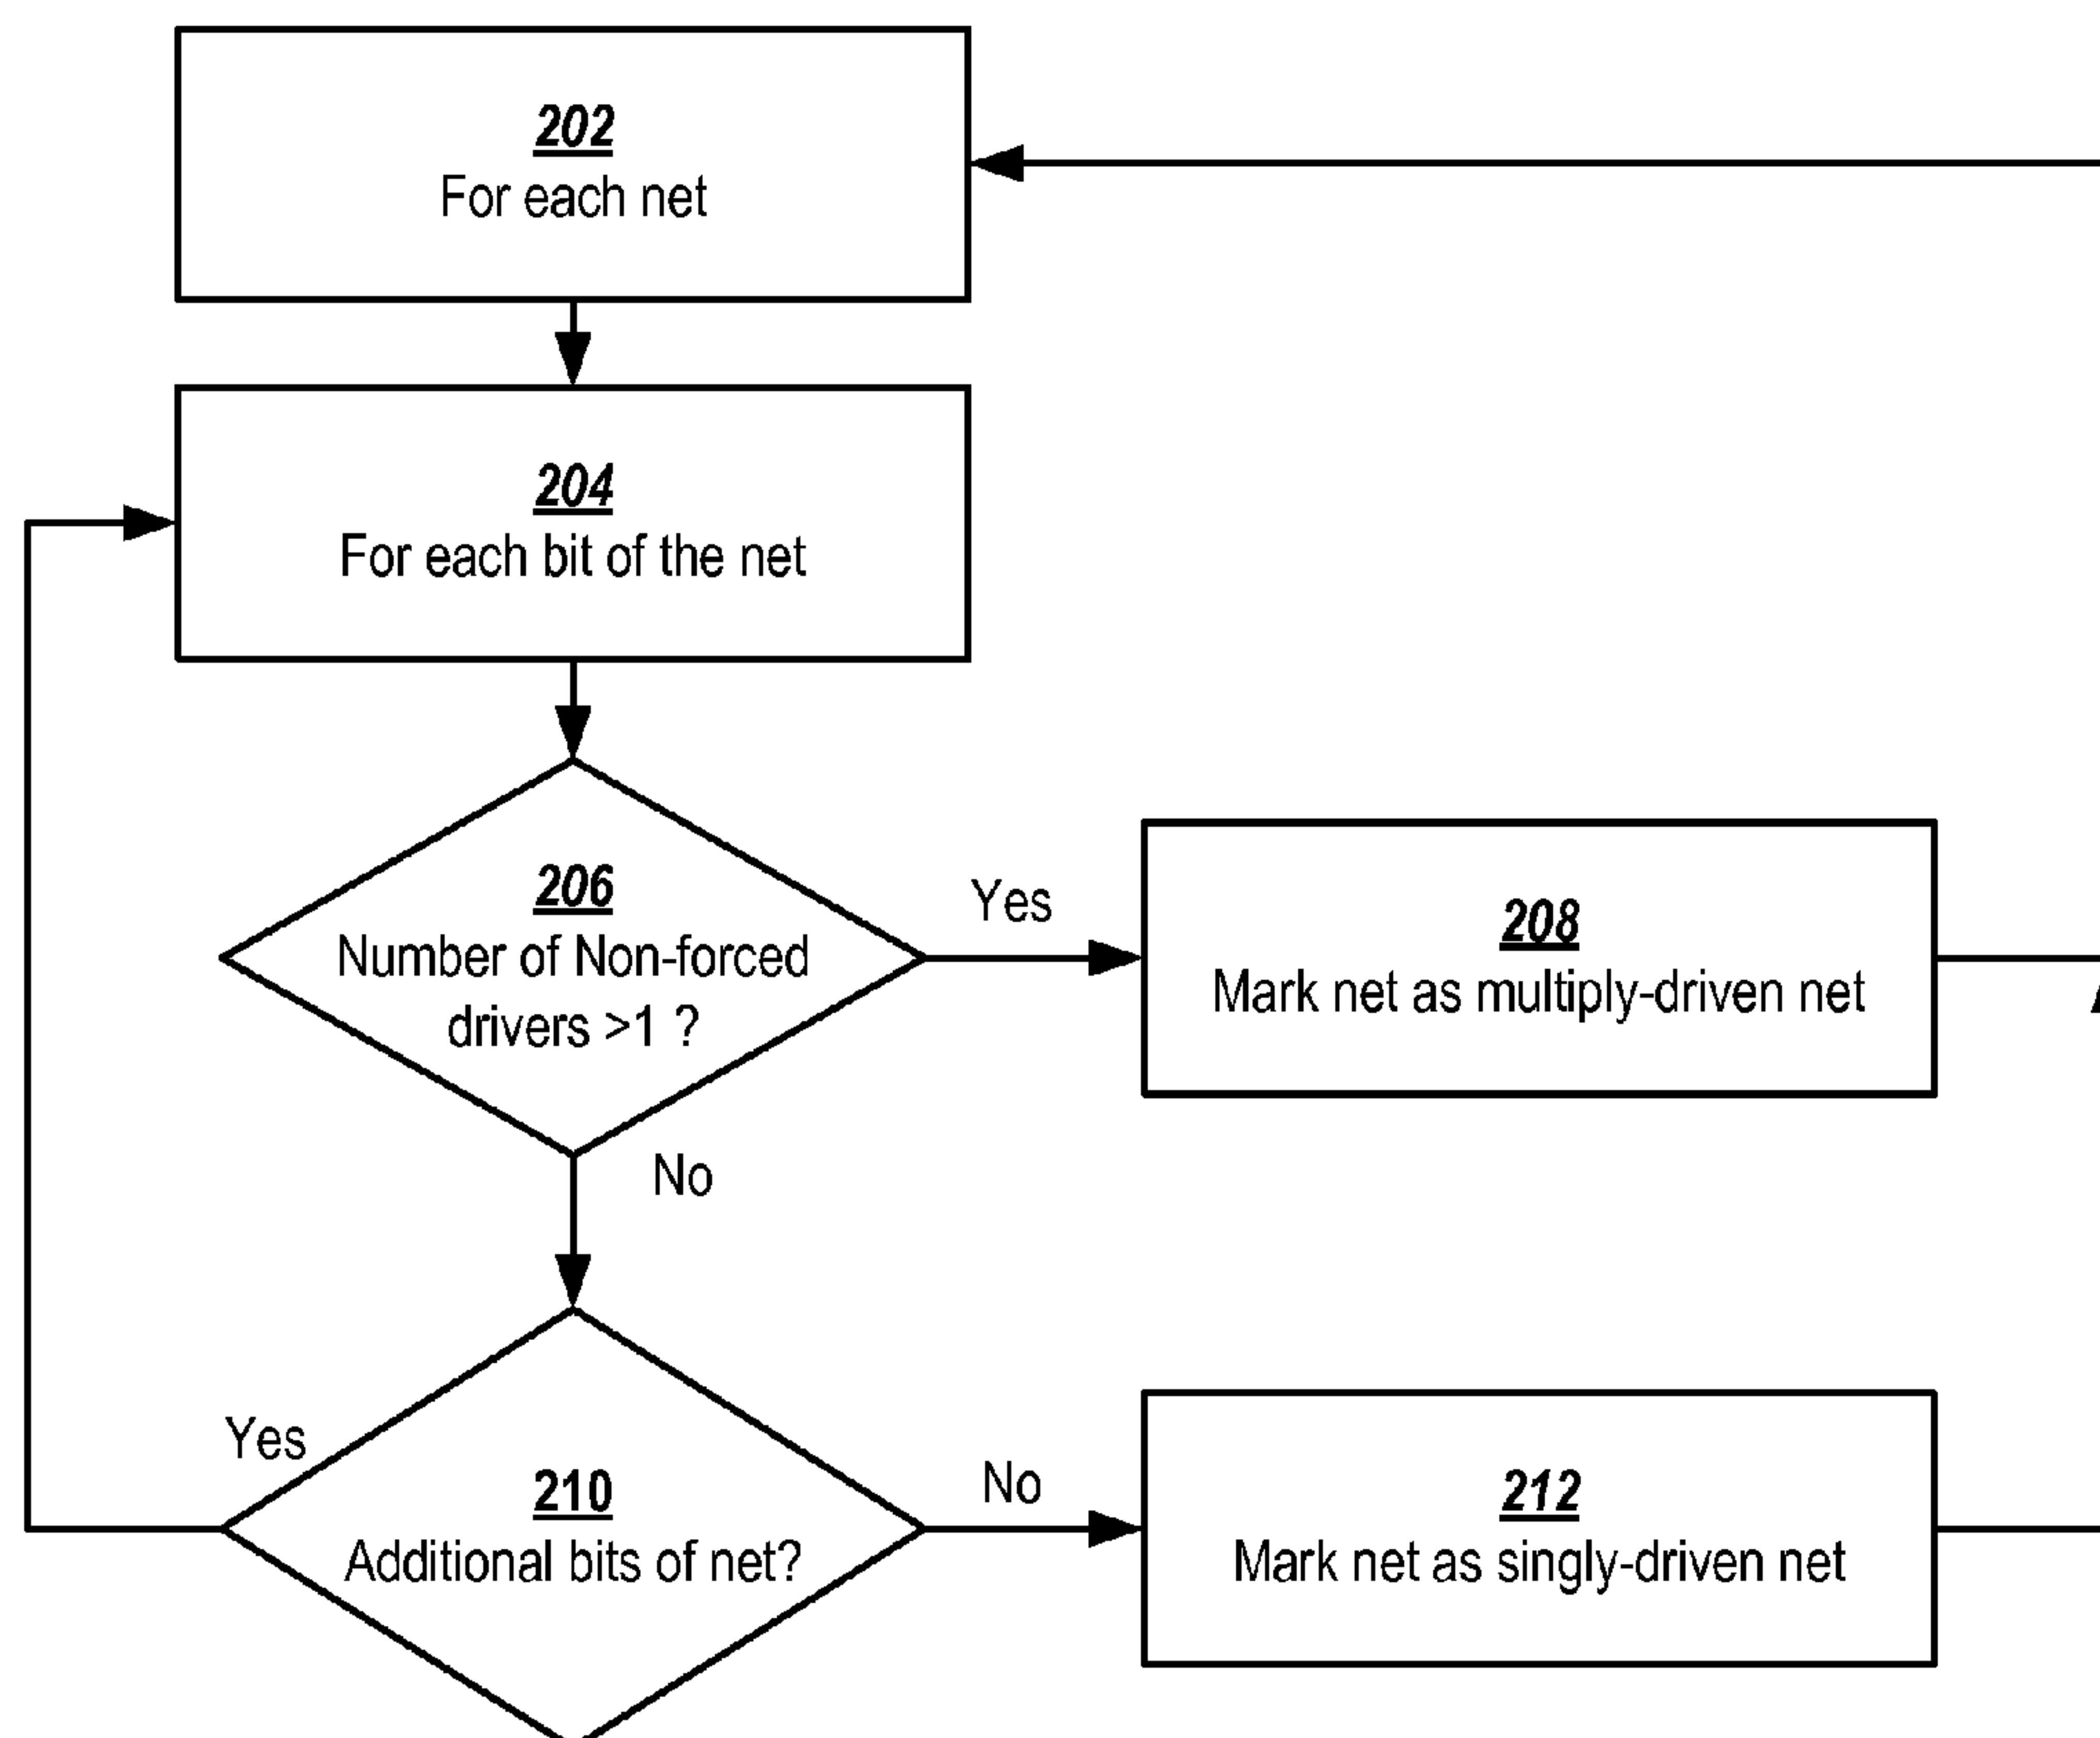 202
For each net
204
For each bit of the net
206
Number of Non-forced
drivers >1 ?
Yes
208
Mark net as multiply-driven net
No
Yes
210
Additional bits of net?
No
212
Mark net as singly-driven net